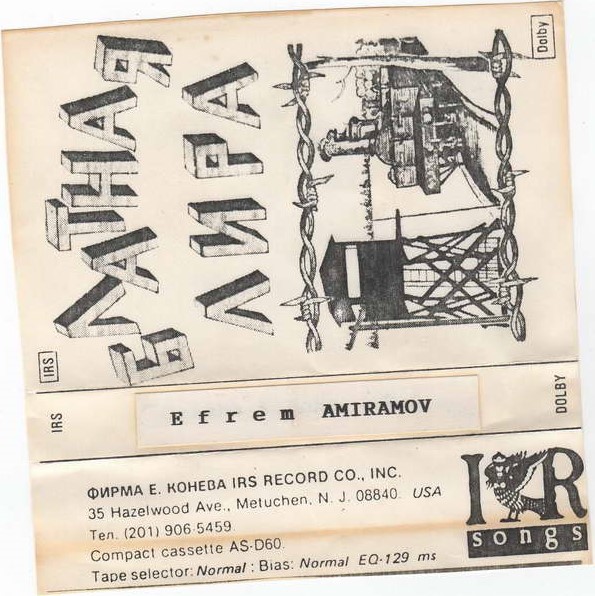 БЛАТНАЯ
ЛИРА
Dolby
IRS
IRS
Efrem AMIRAMOV
DOLBY
ФИРМА Е. КОНЕВА IRS RECORD CO., INC.
35 Hazelwood Ave., Metuchen, N. J. 08840. USA
Тел. (201) 906-5459.
Compact cassette AS-D60.
Tape selector: Normal ; Bias: Normal EQ-129 ms
I R
songs